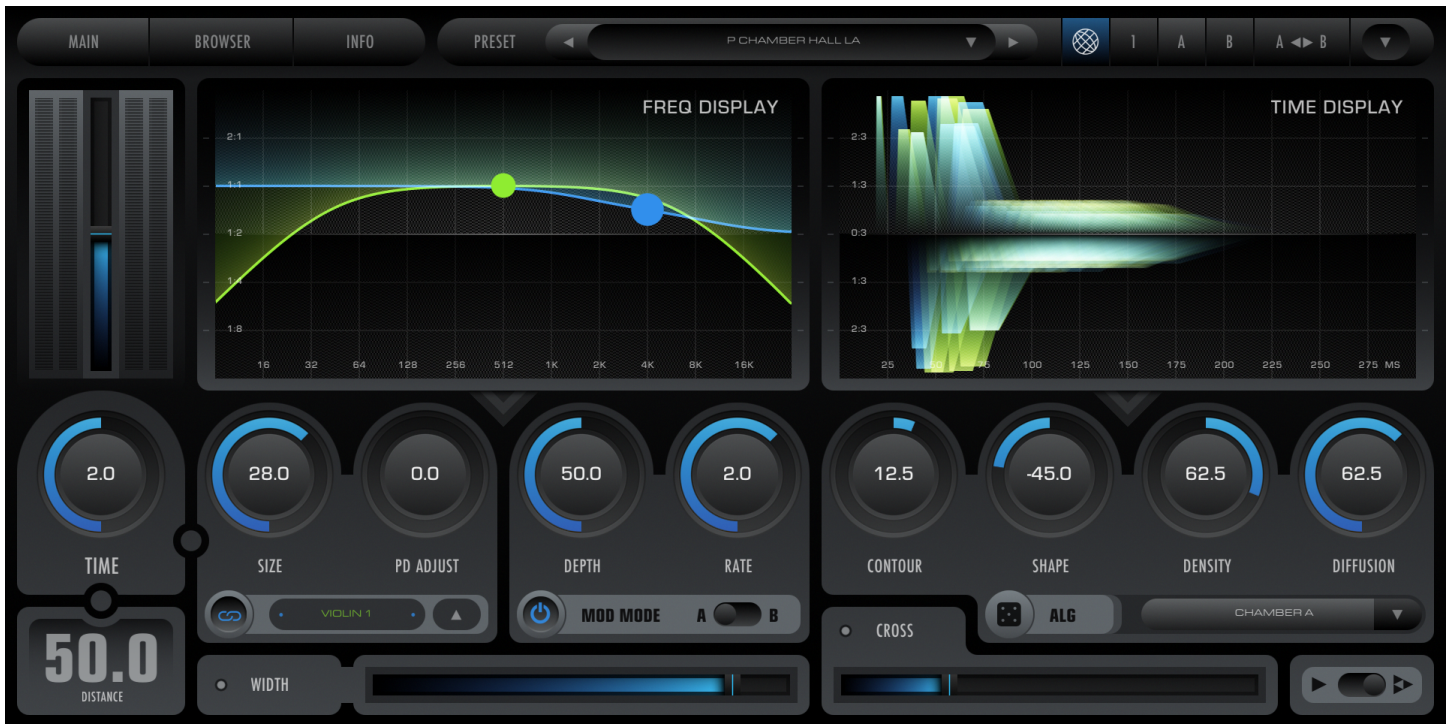 MAIN BROWSER INFO PRESET P CHAMBER HALL LA 1 A B A ◀▶ B
FREQ DISPLAY
2:1
1:1
1:2
1:4
1:8
16 32 64 128 256 512 1K 2K 4K 8K 16K
TIME DISPLAY
2:3
1:3
0:3
1:3
2:3
25 50 75 100 125 150 175 200 225 250 275 MS
2.0 28.0 0.0 50.0 2.0 12.5 -45.0 62.5 62.5
TIME SIZE PD ADJUST DEPTH RATE CONTOUR SHAPE DENSITY DIFFUSION
VIOLIN 1 MOD MODE A B ALG CHAMBER A
CROSS
50.0
DISTANCE
WIDTH